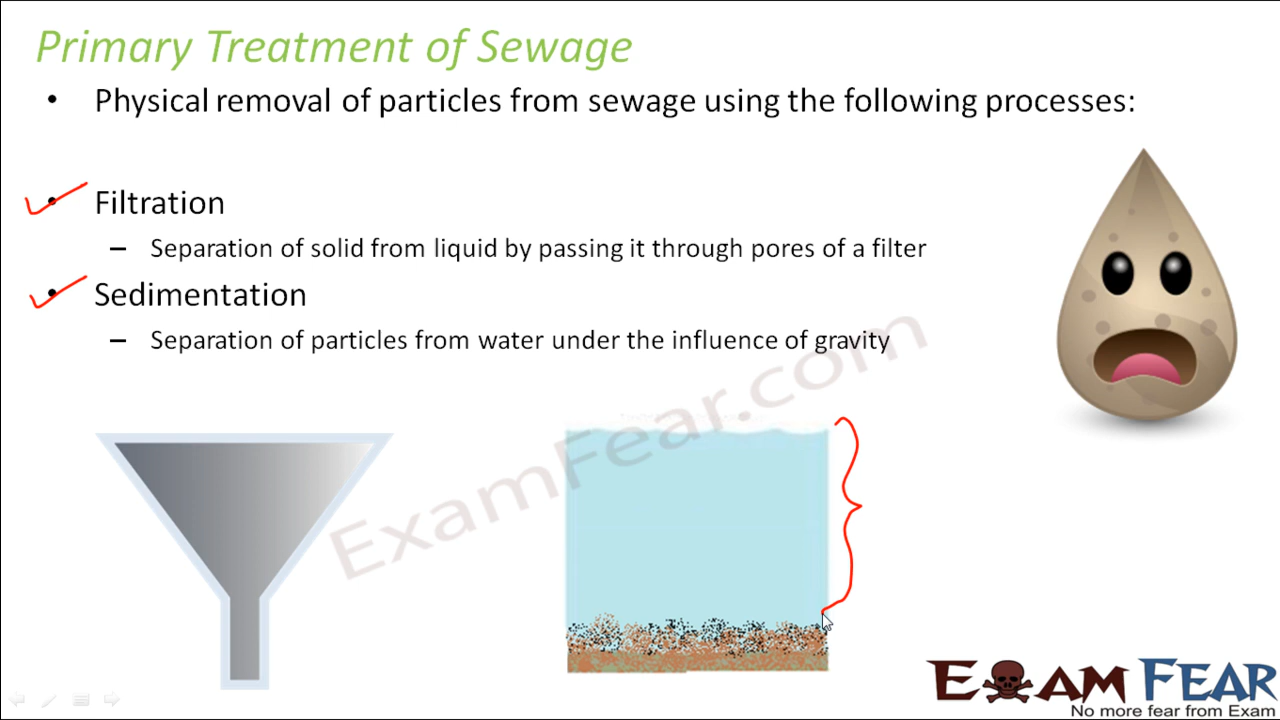 Primary Treatment of Sewage
• Physical removal of particles from sewage using the following processes:
• Filtration
– Separation of solid from liquid by passing it through pores of a filter
• Sedimentation
– Separation of particles from water under the influence of gravity
ExamFear.com
EXAM FEAR
No more fear from Exam